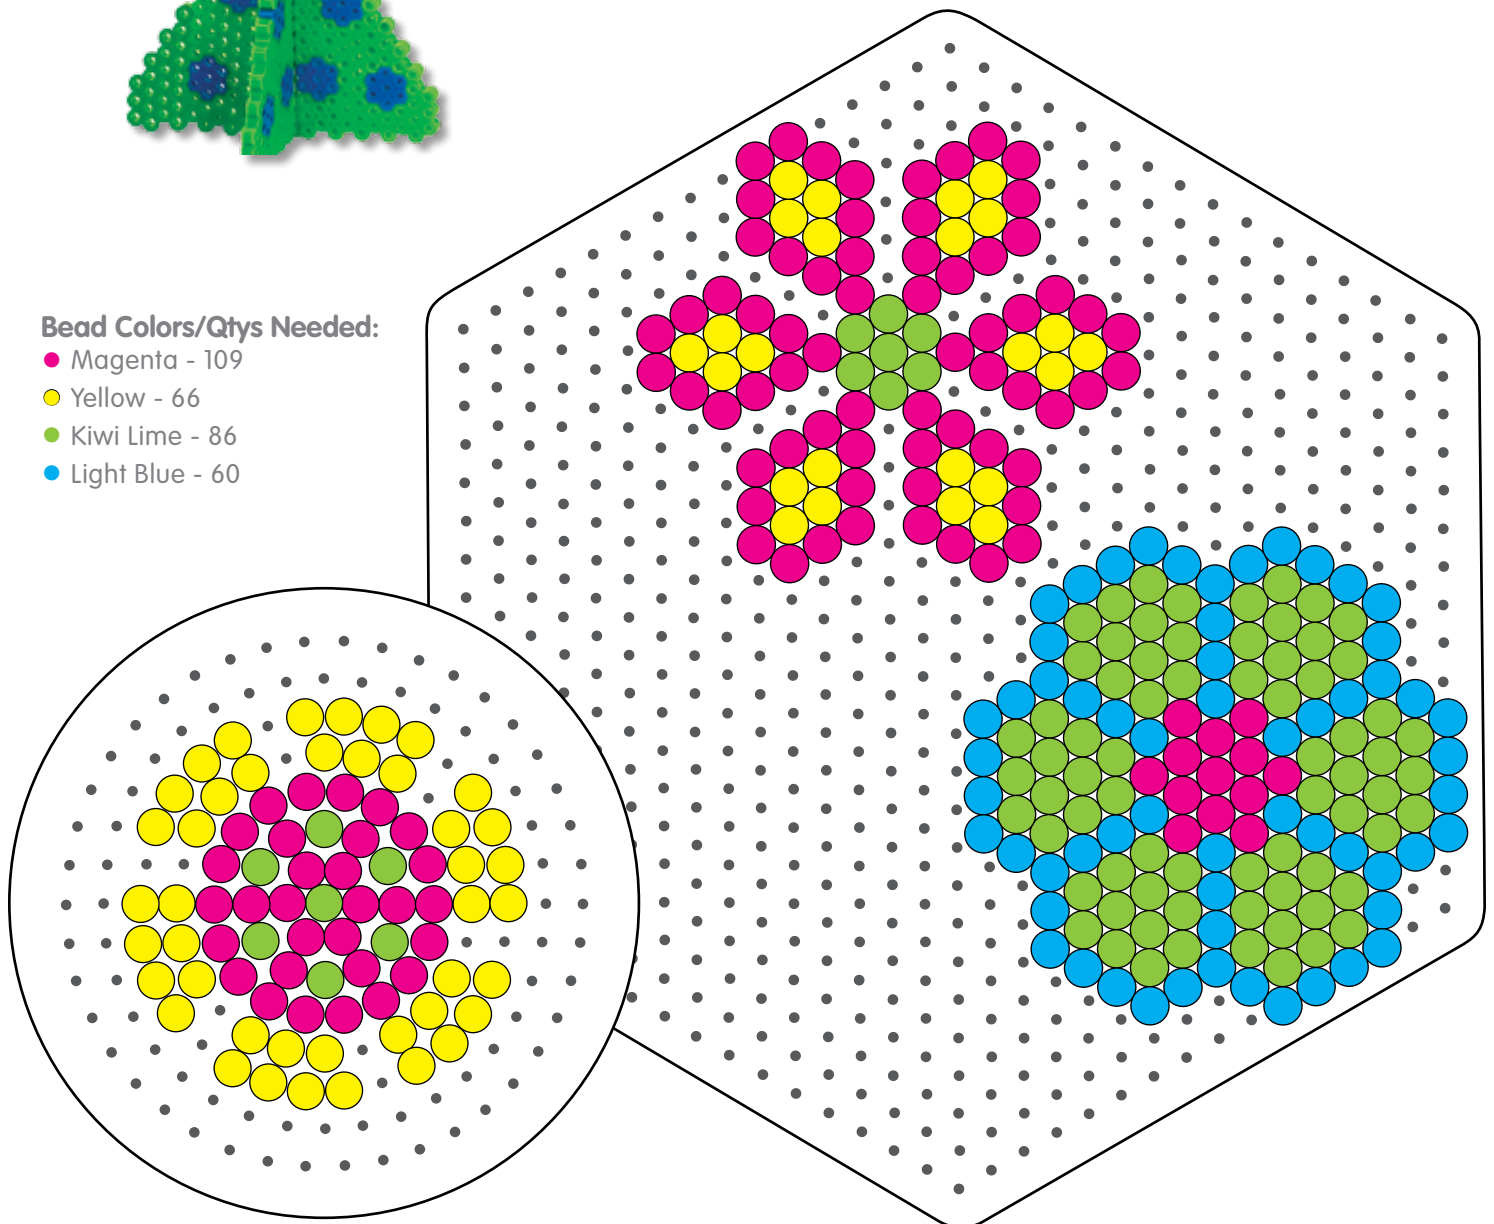 Bead Colors/Qtys Needed:
Magenta - 109
Yellow - 66
Kiwi Lime - 86
Light Blue - 60